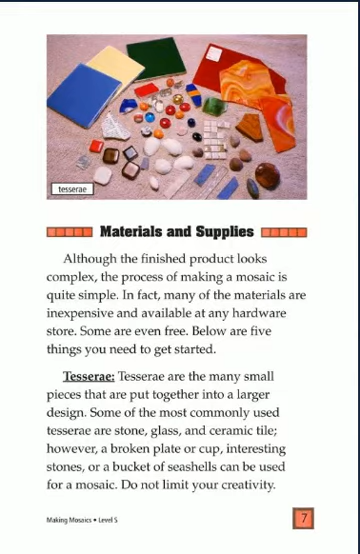 tesserae
Materials and Supplies
Although the finished product looks
complex, the process of making a mosaic is
quite simple. In fact, many of the materials are
inexpensive and available at any hardware
store. Some are even free. Below are five
things you need to get started.
Tesserae: Tesserae are the many small
pieces that are put together into a larger
design. Some of the most commonly used
tesserae are stone, glass, and ceramic tile;
however, a broken plate or cup, interesting
stones, or a bucket of seashells can be used
for a mosaic. Do not limit your creativity.
Making Mosaics • Level S
7